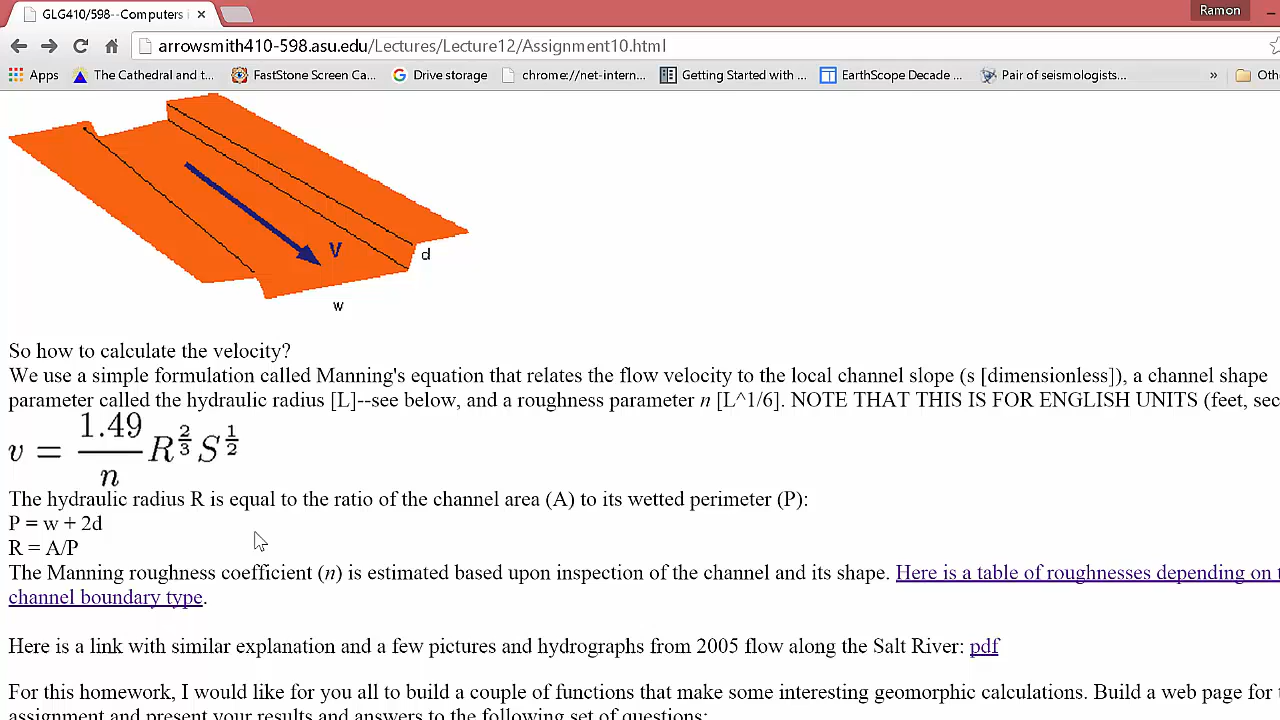 Ramon
GLG410/598--Computers i
arrowsmith410-598.asu.edu/Lectures/Lecture12/Assignment10.html
Apps The Cathedral and t... FastStone Screen Ca... Drive storage chrome://net-intern... Getting Started with ... EarthScope Decade ... Pair of seismologists... » Oth
V
d
w
So how to calculate the velocity?
We use a simple formulation called Manning's equation that relates the flow velocity to the local channel slope (s [dimensionless]), a channel shape
parameter called the hydraulic radius [L]--see below, and a roughness parameter n [L^1/6]. NOTE THAT THIS IS FOR ENGLISH UNITS (feet, sec
v = 1.49/n R^2/3 S^1/2
The hydraulic radius R is equal to the ratio of the channel area (A) to its wetted perimeter (P):
P = w + 2d
R = A/P
The Manning roughness coefficient (n) is estimated based upon inspection of the channel and its shape. Here is a table of roughnesses depending on t
channel boundary type.
Here is a link with similar explanation and a few pictures and hydrographs from 2005 flow along the Salt River: pdf
For this homework, I would like for you all to build a couple of functions that make some interesting geomorphic calculations. Build a web page for t
assignment and present your results and answers to the following set of questions: